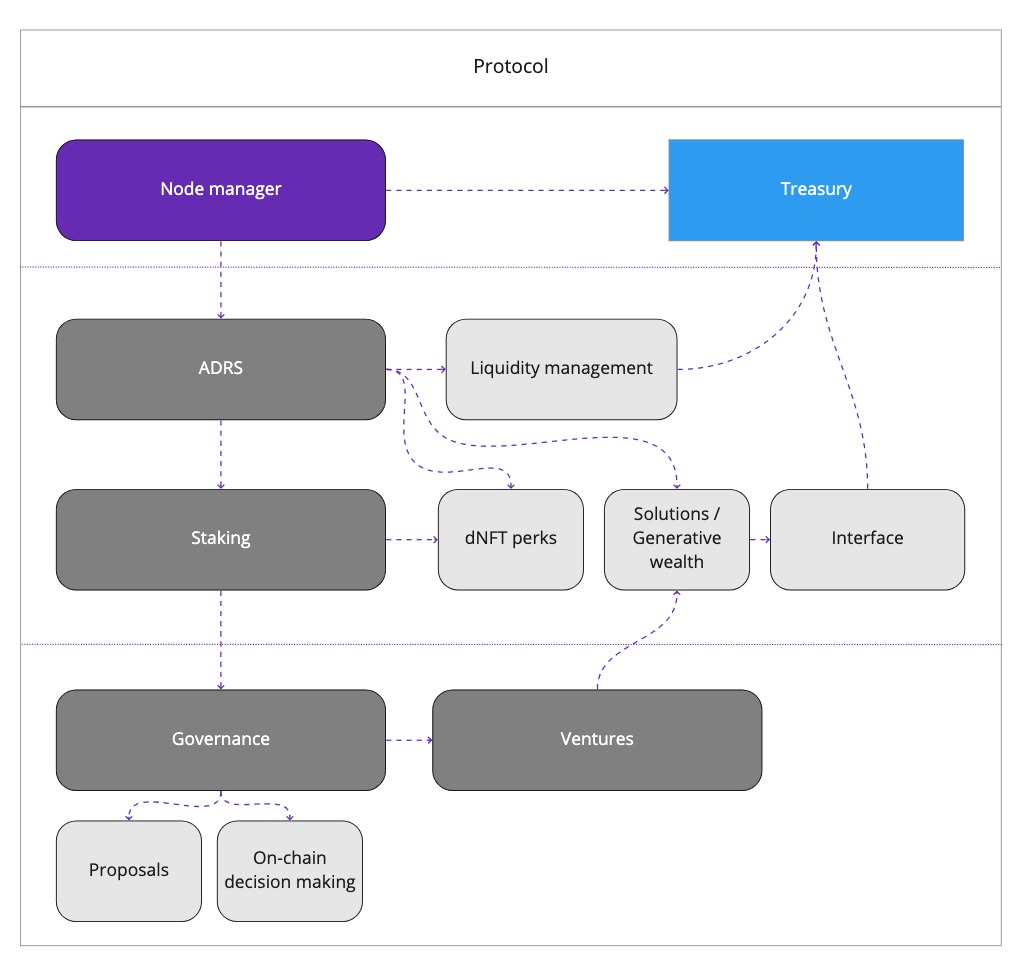 Protocol
Node manager
Treasury
ADRS
Liquidity management
Staking
dNFT perks
Solutions /
Generative
wealth
Interface
Governance
Ventures
Proposals
On-chain
decision making